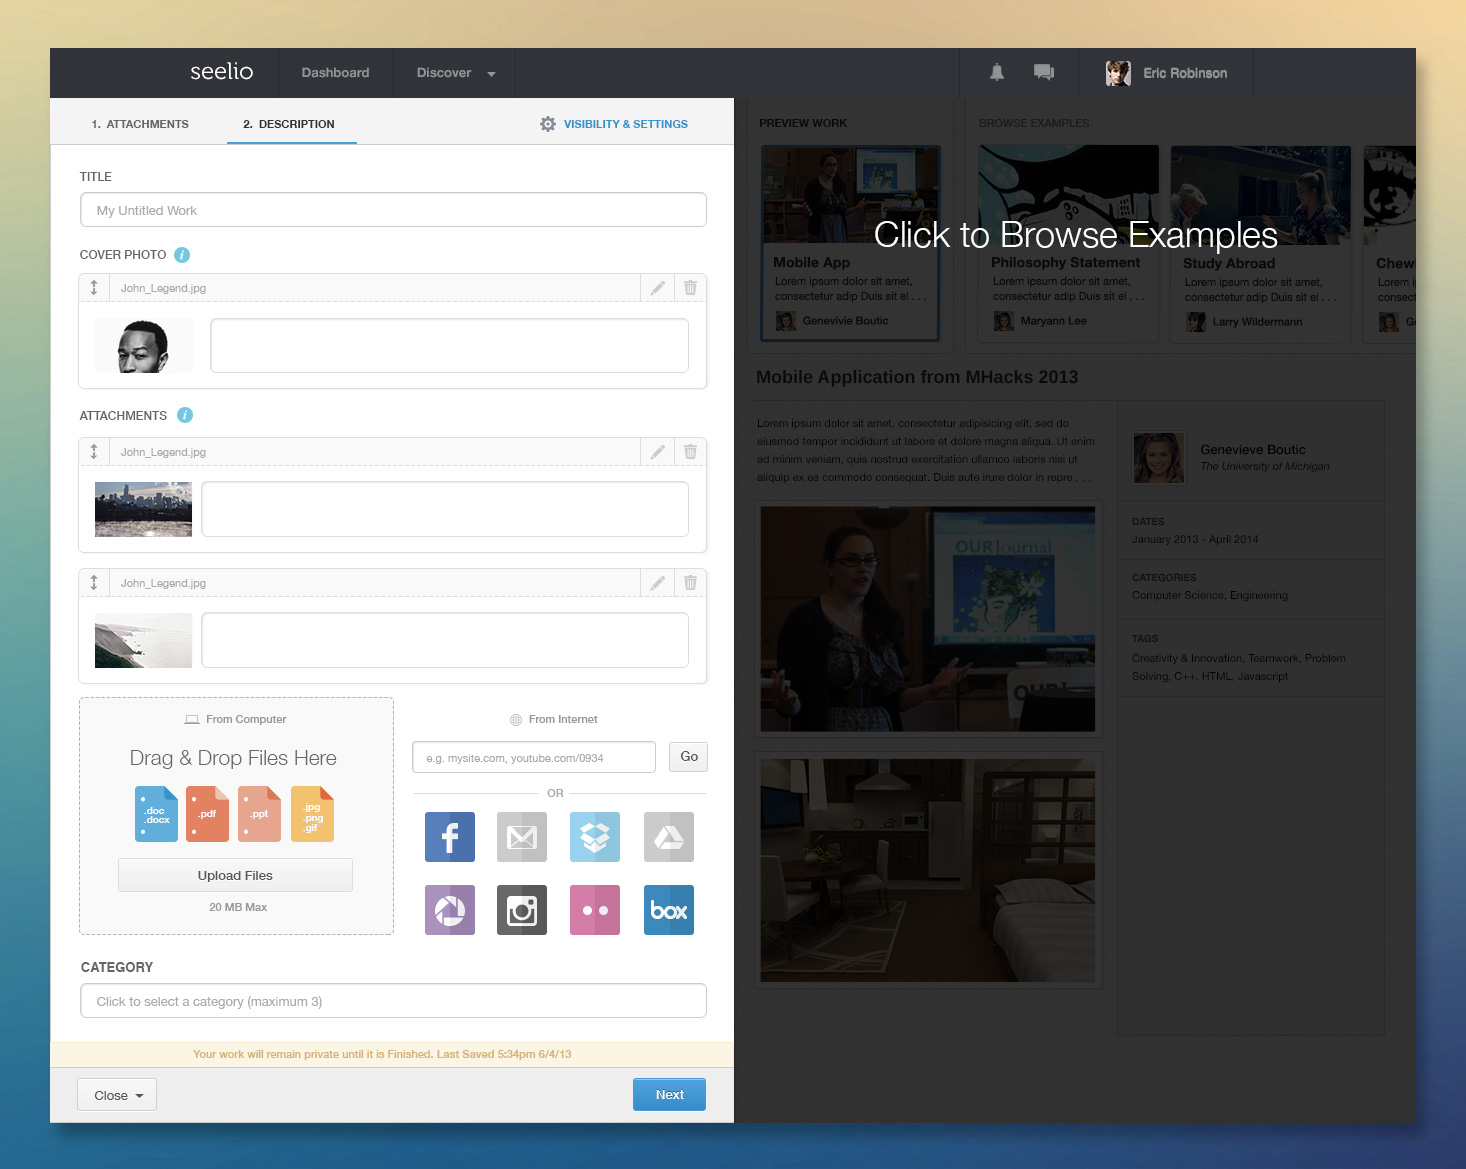 seelio
Dashboard
Discover
Eric Robinson
1. ATTACHMENTS
2. DESCRIPTION
VISIBILITY & SETTINGS
TITLE
My Untitled Work
COVER PHOTO
John_Legend.jpg
ATTACHMENTS
John_Legend.jpg
John_Legend.jpg
From Computer
Drag & Drop Files Here
.doc
.docx
.pdf
.ppt
.jpg
.png
.gif
Upload Files
20 MB Max
From Internet
e.g. mysite.com, youtube.com/0934
Go
OR
f
box
CATEGORY
Click to select a category (maximum 3)
Your work will remain private until it is Finished. Last Saved 5:34pm 6/4/13
Close
Next
PREVIEW WORK
BROWSE EXAMPLES
Click to Browse Examples
Mobile App
Lorem ipsum dolor sit amet,
consectetur adip Duis sit el . . .
Genevivie Boutic
Philosophy Statement
Lorem ipsum dolor sit amet,
consectetur adip Duis sit el . . .
Maryann Lee
Study Abroad
Lorem ipsum dolor sit amet,
consectetur adip Duis sit el . . .
Larry Wildermann
Chew
Lorem ip
consecte
G
Mobile Application from MHacks 2013
Lorem ipsum dolor sit amet, consectetur adipisicing elit, sed do
eiusmod tempor incididunt ut labore et dolore magna aliqua. Ut enim
ad minim veniam, quis nostrud exercitation ullamco laboris nisi ut
aliquip ex ea commodo consequat. Duis aute irure dolor in repre . . .
OUR Journal
OUR
Genevieve Boutic
The University of Michigan
DATES
January 2013 - April 2014
CATEGORIES
Computer Science, Engineering
TAGS
Creativity & Innovation, Teamwork, Problem
Solving, C++, HTML, Javascript